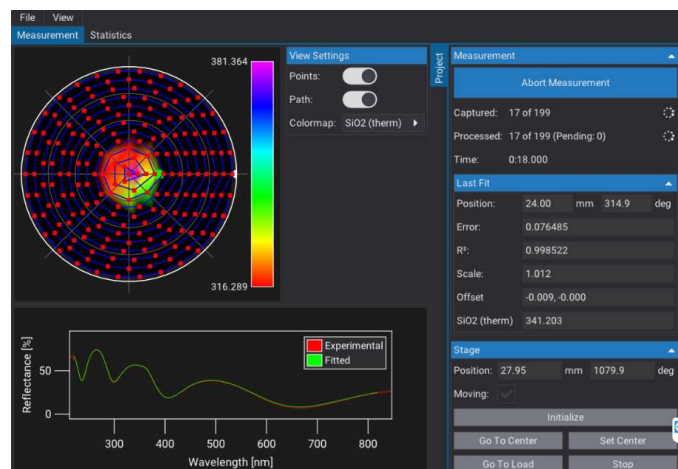 File View
Measurement Statistics
381.364
316.289
View Settings
Points:
Path:
Colormap: SiO2 (therm)
Project
Measurement
Abort Measurement
Captured: 17 of 199
Processed: 17 of 199 (Pending: 0)
Time: 0:18.000
Last Fit
Position: 24.00 mm 314.9 deg
Error: 0.076485
R²: 0.998522
Scale: 1.012
Offset -0.009, -0.000
SiO2 (therm) 341.203
Stage
Position: 27.95 mm 1079.9 deg
Moving:
Initialize
Go To Center Set Center
Go To Load Stop
Reflectance [%]
50
0
Experimental
Fitted
300 400 500 600 700 800
Wavelength [nm]